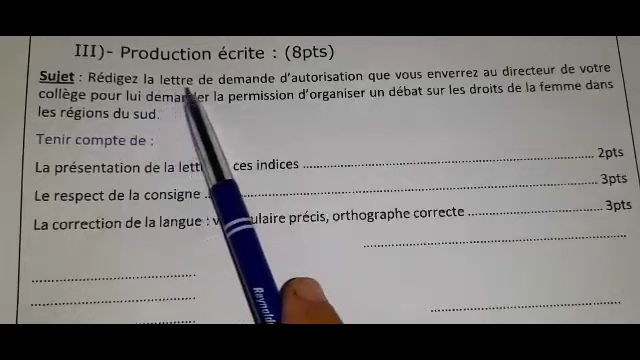 III)- Production écrite : (8pts)
Sujet : Rédigez la lettre de demande d'autorisation que vous enverrez au directeur de votre
collège pour lui demander la permission d'organiser un débat sur les droits de la femme dans
les régions du sud.
Tenir compte de :
La présentation de la ces indices ........ 2pts
Le respect de la consigne ........ 3pts
La correction de la langue : orthographe correcte ........ 3pts
Reynolds